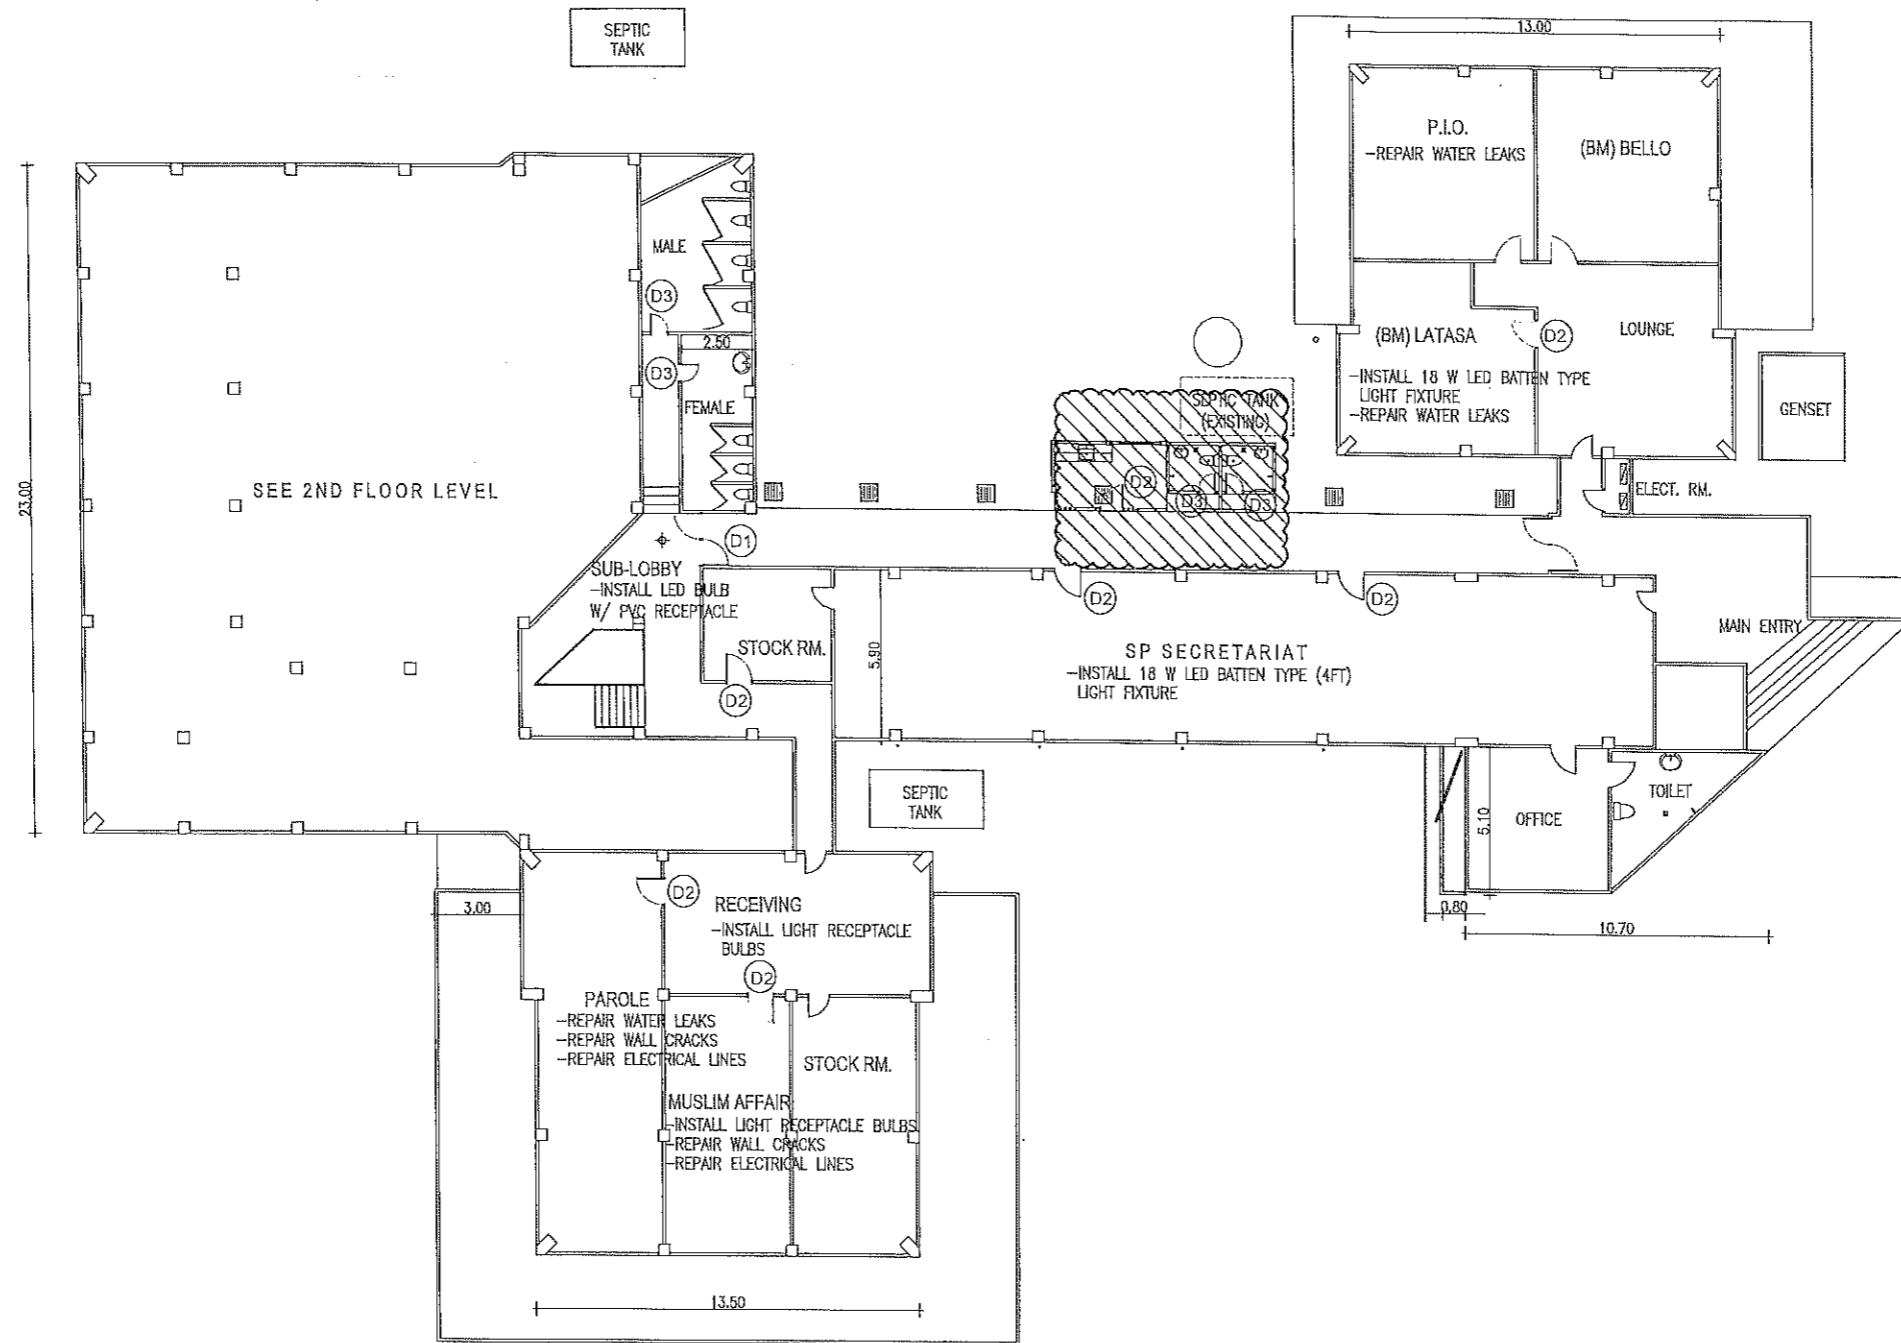 SEPTIC
TANK
13.00
P.I.O.
-REPAIR WATER LEAKS
(BM) BELLO
MALE
D3
2.50
D3
FEMALE
(BM) LATASA
D2
LOUNGE
-INSTALL 18 W LED BATTEN TYPE
LIGHT FIXTURE
-REPAIR WATER LEAKS
GENSET
SEPTIC TANK
(EXISTING)
23.00
SEE 2ND FLOOR LEVEL
D2
D3
D3
ELECT. RM.
D1
SUB-LOBBY
-INSTALL LED BULB
W/ PVC RECEPTACLE
D2
D2
STOCK RM.
5.90
SP SECRETARIAT
-INSTALL 18 W LED BATTEN TYPE (4FT)
LIGHT FIXTURE
MAIN ENTRY
D2
SEPTIC
TANK
5.10
OFFICE
TOILET
3.00
D2
RECEIVING
-INSTALL LIGHT RECEPTACLE
BULBS
0.80
10.70
D2
PAROLE
-REPAIR WATER LEAKS
-REPAIR WALL CRACKS
-REPAIR ELECTRICAL LINES
STOCK RM.
MUSLIM AFFAIR
-INSTALL LIGHT RECEPTACLE BULBS
-REPAIR WALL CRACKS
-REPAIR ELECTRICAL LINES
13.50